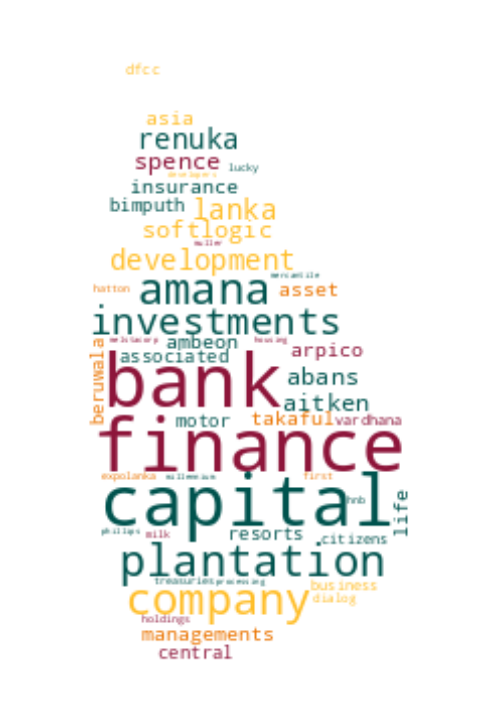 dfcc
asia
renuka
spence lucky
developers
insurance
bimputh lanka
softlogic
muller
development
mercantile
hatton amana asset
investments
beruwala melstacorp ambeon housing
associated arpico
bank abans
aitken
motor takaful vardhana
finance
expolanka millennium first
capital hnb life
phillips milk resorts citizens
plantation
treasuries processing business
company dialog
holdings
managements
central